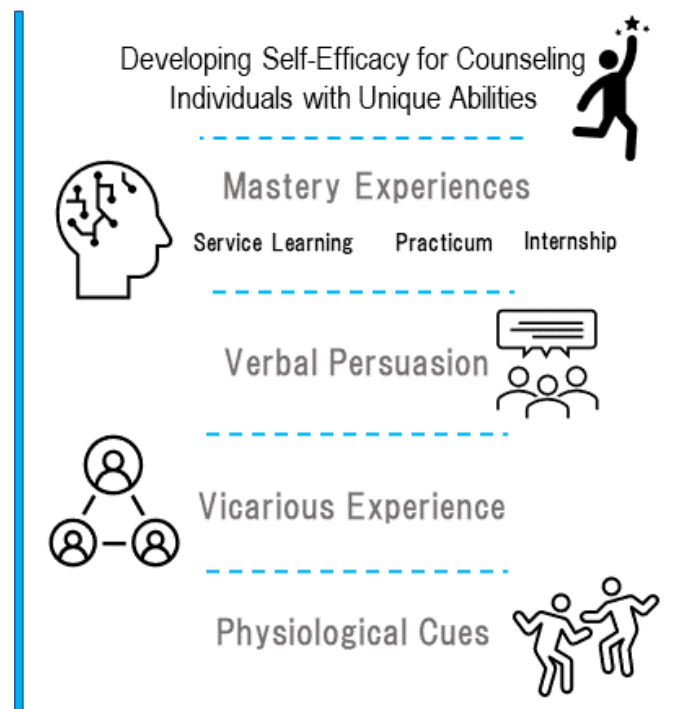 Developing Self-Efficacy for Counseling
Individuals with Unique Abilities
Mastery Experiences
Service Learning Practicum Internship
Verbal Persuasion
Vicarious Experience
Physiological Cues